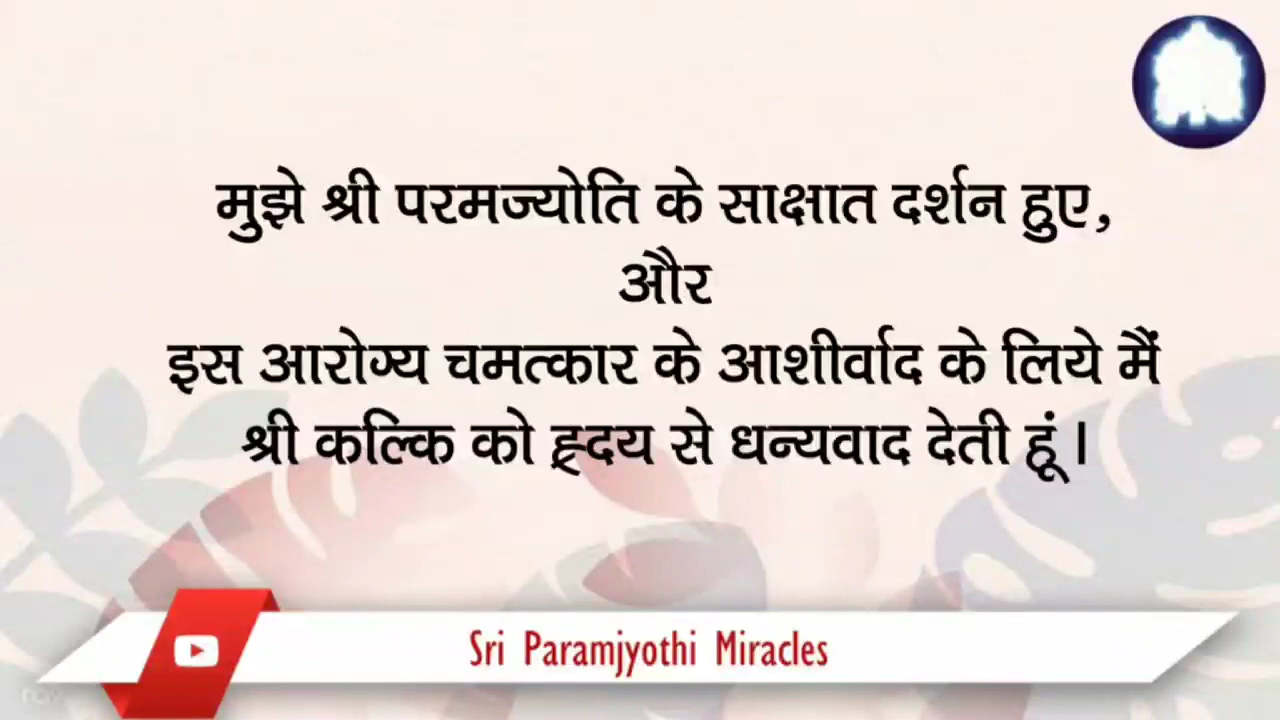 मुझे श्री परमज्योति के साक्षात दर्शन हुए,
और
इस आरोग्य चमत्कार के आशीर्वाद के लिये मैं
श्री कल्कि को ह्रदय से धन्यवाद देती हूं।
Sri Paramjyothi Miracles